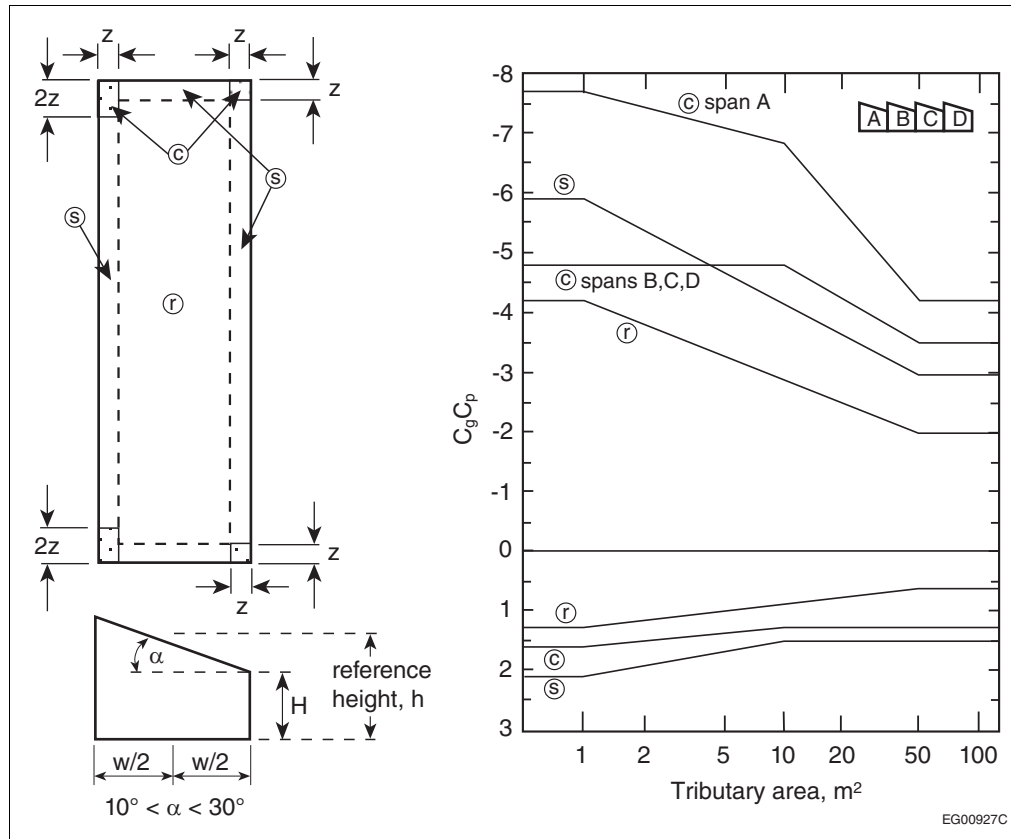 z
z
2z
s
z
c
s
s
r
2z
z
z
α
H
reference
height, h
w/2
w/2
10° < α < 30°
-8
-7
-6
-5
-4
-3
-2
-1
0
1
2
3
CgCp
c span A
A B C D
s
c spans B,C,D
r
r
c
s
1 2 5 10 20 50 100
Tributary area, m²
EG00927C